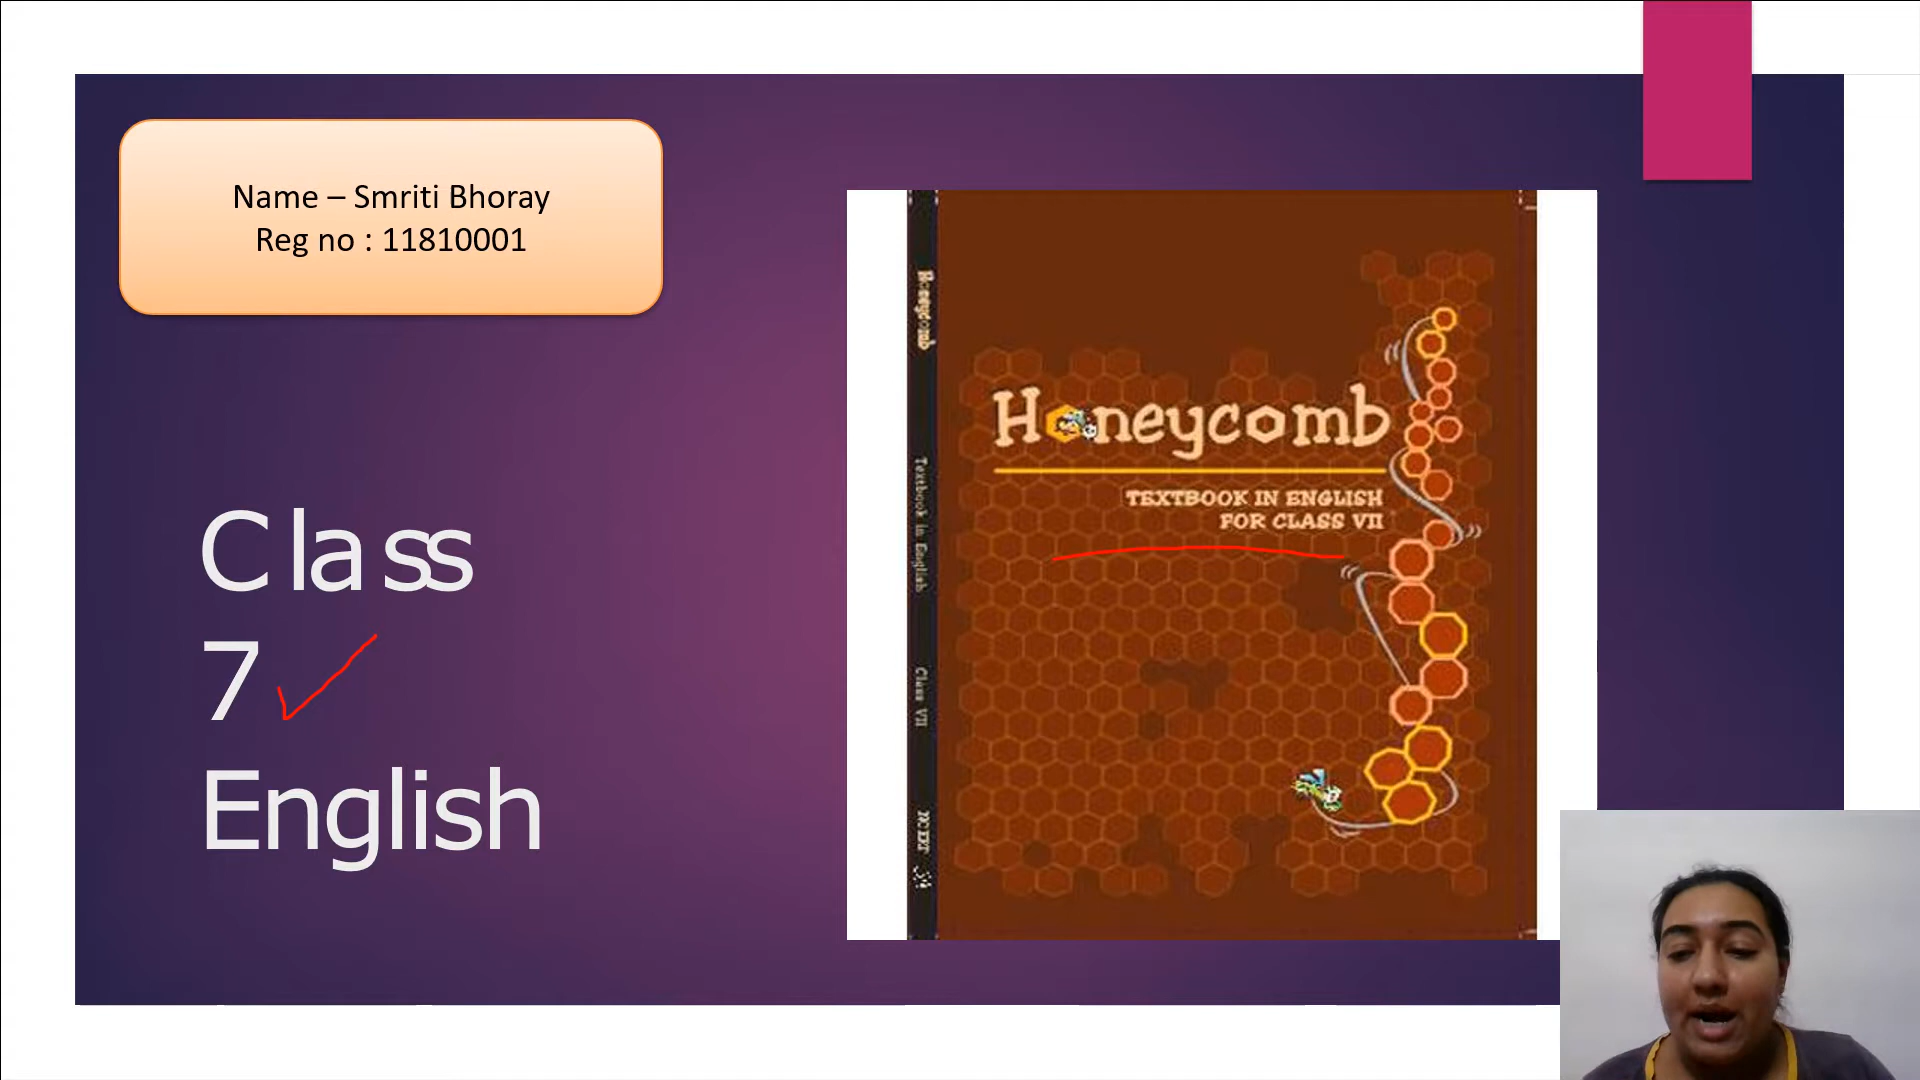 Name – Smriti Bhoray
Reg no : 11810001
Class
7
English
Honeycomb
TEXTBOOK IN ENGLISH
FOR CLASS VII
Honeycomb
Textbook in English
Class VII
NCERT